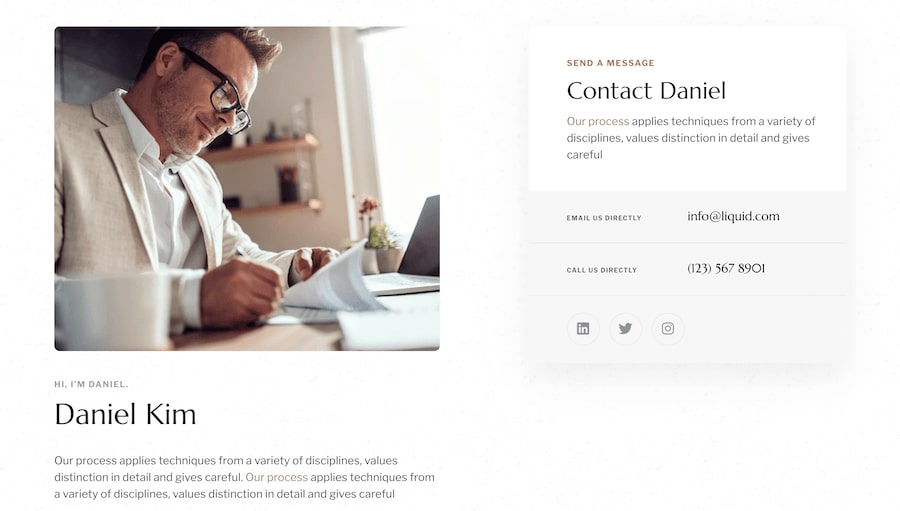 SEND A MESSAGE
Contact Daniel
Our process applies techniques from a variety of
disciplines, values distinction in detail and gives
careful
EMAIL US DIRECTLY
info@liquid.com
CALL US DIRECTLY
(123) 567 8901
HI, I'M DANIEL.
Daniel Kim
Our process applies techniques from a variety of disciplines, values
distinction in detail and gives careful. Our process applies techniques from
a variety of disciplines, values distinction in detail and gives careful